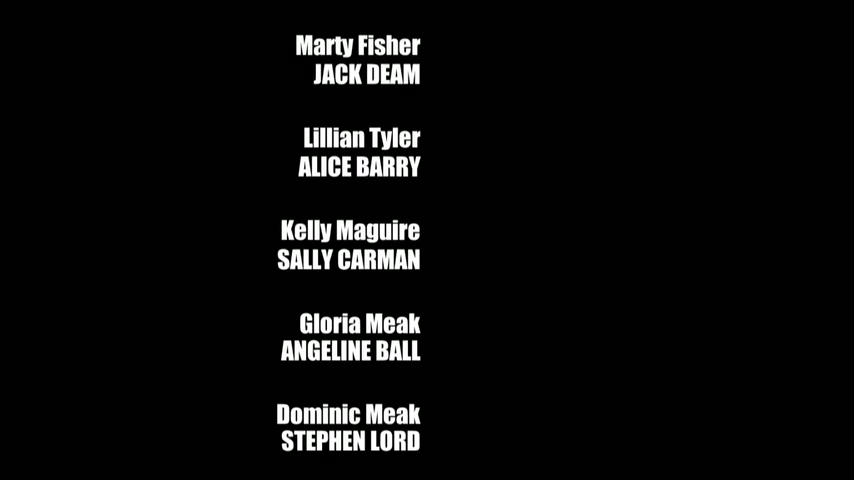 Marty Fisher
JACK DEAM
Lillian Tyler
ALICE BARRY
Kelly Maguire
SALLY CARMAN
Gloria Meak
ANGELINE BALL
Dominic Meak
STEPHEN LORD